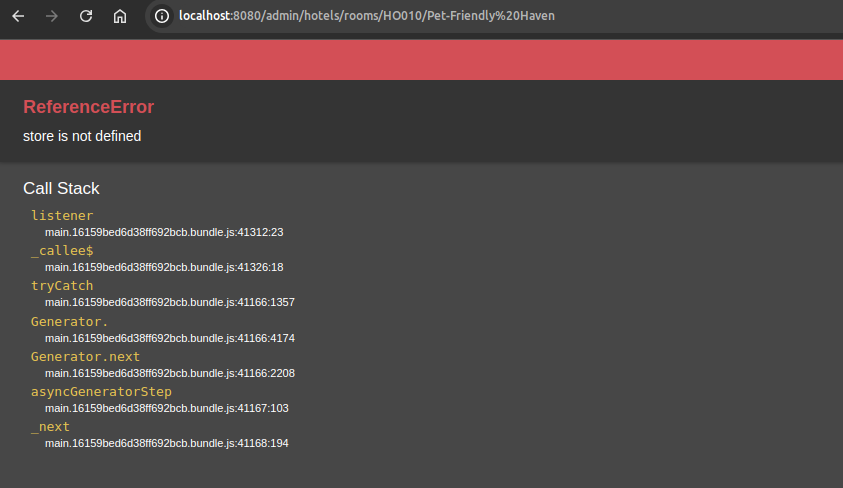 localhost:8080/admin/hotels/rooms/HO010/Pet-Friendly%20Haven
ReferenceError
store is not defined
Call Stack
listener
main.16159bed6d38ff692bcb.bundle.js:41312:23
_callee$
main.16159bed6d38ff692bcb.bundle.js:41326:18
tryCatch
main.16159bed6d38ff692bcb.bundle.js:41166:1357
Generator.
main.16159bed6d38ff692bcb.bundle.js:41166:4174
Generator.next
main.16159bed6d38ff692bcb.bundle.js:41166:2208
asyncGeneratorStep
main.16159bed6d38ff692bcb.bundle.js:41167:103
_next
main.16159bed6d38ff692bcb.bundle.js:41168:194